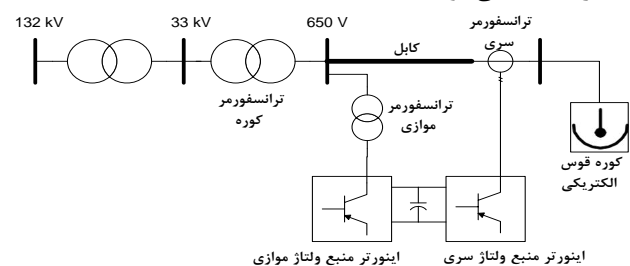 132 kV
33 kV
650 V
ترانسفورمر
سری
کابل
ترانسفورمر
کوره
ترانسفورمر
موازی
کوره قوس
الکتریکی
اینورتر منبع ولتاژ موازی
اینورتر منبع ولتاژ سری